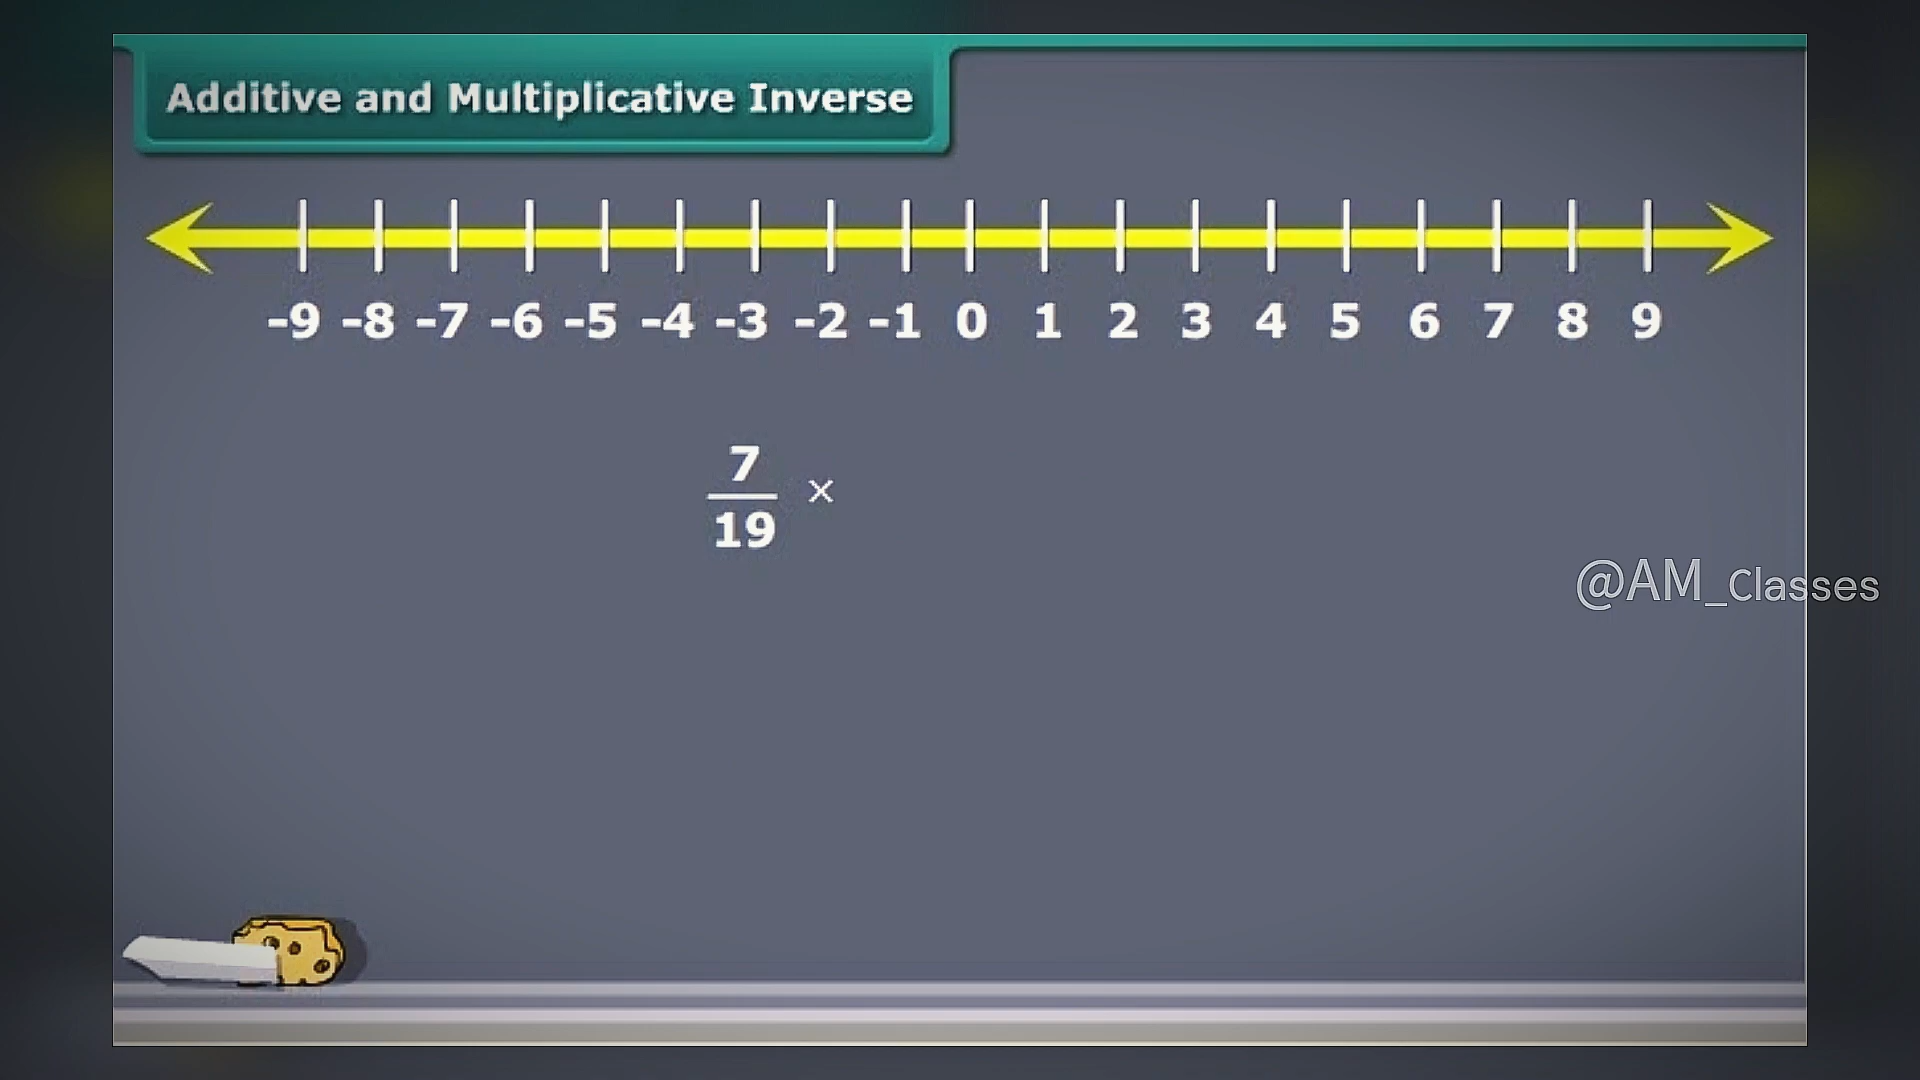 Additive and Multiplicative Inverse
-9 -8 -7 -6 -5 -4 -3 -2 -1 0 1 2 3 4 5 6 7 8 9
7
×
19
@AM_Classes